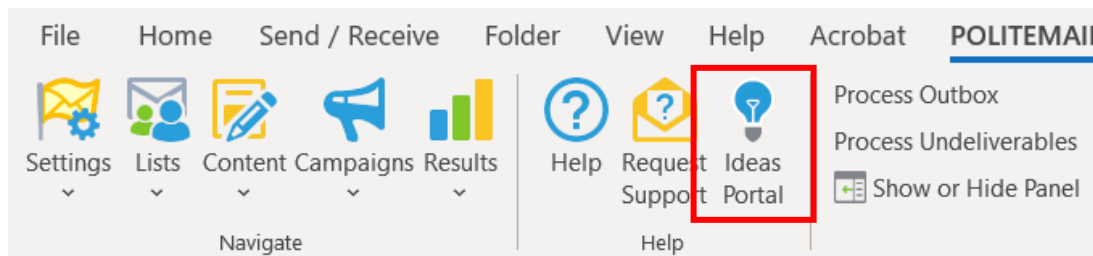 File Home Send / Receive Folder View Help Acrobat POLITEMAIL
Settings Lists Content Campaigns Results Help Request Support Ideas Portal
Process Outbox
Process Undeliverables
Show or Hide Panel
Navigate Help